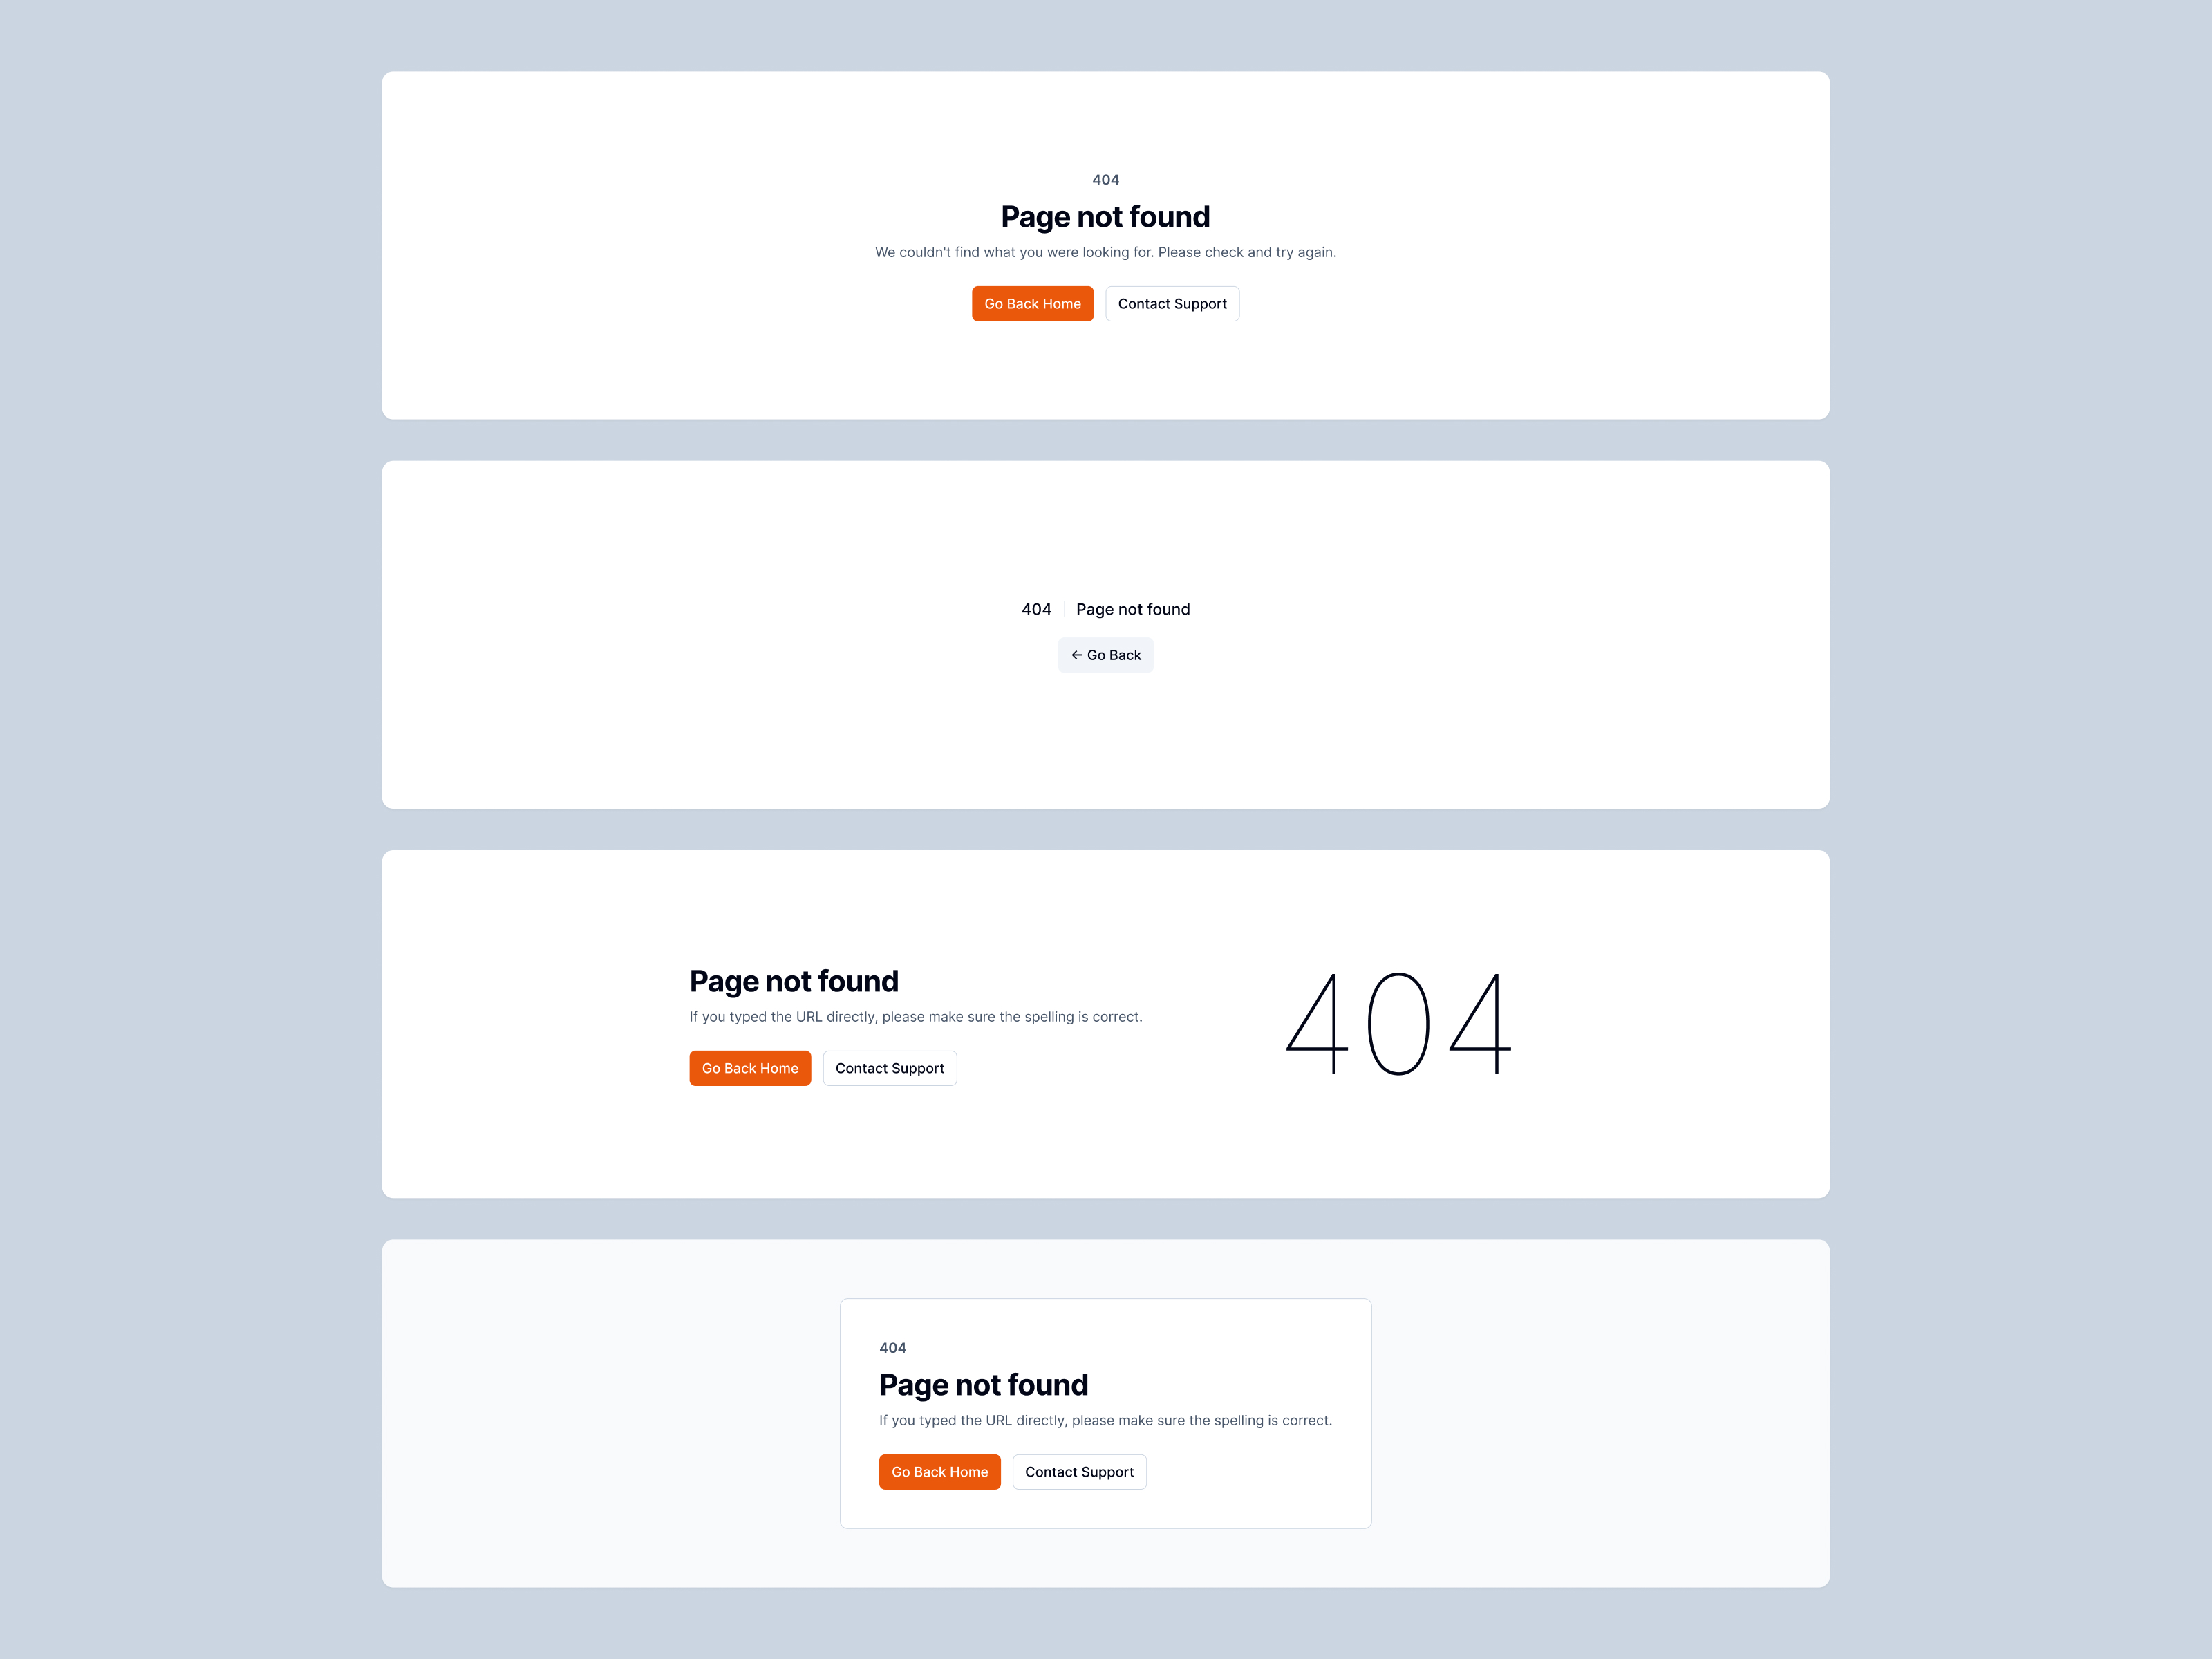 404
Page not found
We couldn't find what you were looking for. Please check and try again.
Go Back Home Contact Support
404 Page not found
← Go Back
Page not found
If you typed the URL directly, please make sure the spelling is correct.
Go Back Home Contact Support
404
404
Page not found
If you typed the URL directly, please make sure the spelling is correct.
Go Back Home Contact Support